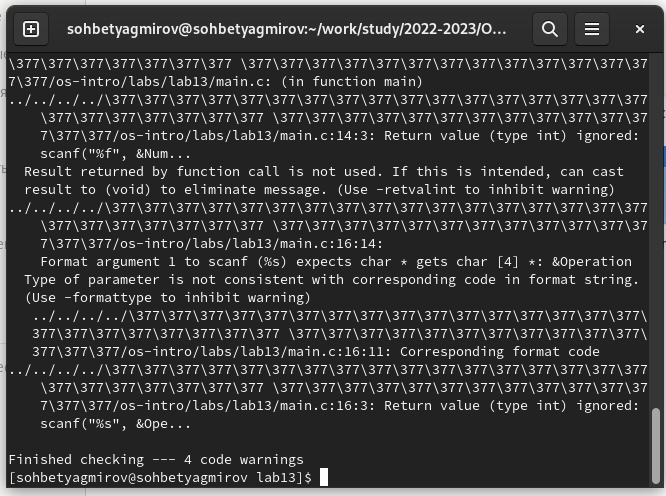 sohbetyagmirov@sohbetyagmirov:~/work/study/2022-2023/О...
\377\377\377\377\377\377\377 \377\377\377\377\377\377\377\377\377\377\377\377\37
7\377/os-intro/labs/lab13/main.c: (in function main)
../../../../\377\377\377\377\377\377\377\377\377\377\377\377\377\377\377\377\377
\377\377\377\377\377\377\377 \377\377\377\377\377\377\377\377\377\377\377\37
7\377\377/os-intro/labs/lab13/main.c:14:3: Return value (type int) ignored:
scanf("%f", &Num...
Result returned by function call is not used. If this is intended, can cast
result to (void) to eliminate message. (Use -retvalint to inhibit warning)
../../../../\377\377\377\377\377\377\377\377\377\377\377\377\377\377\377\377\377
\377\377\377\377\377\377\377 \377\377\377\377\377\377\377\377\377\377\377\37
7\377\377/os-intro/labs/lab13/main.c:16:14:
Format argument 1 to scanf (%s) expects char * gets char [4] *: &Operation
Type of parameter is not consistent with corresponding code in format string.
(Use -formattype to inhibit warning)
../../../../\377\377\377\377\377\377\377\377\377\377\377\377\377\377\377\377\
377\377\377\377\377\377\377\377 \377\377\377\377\377\377\377\377\377\377\377\
377\377\377/os-intro/labs/lab13/main.c:16:11: Corresponding format code
../../../../\377\377\377\377\377\377\377\377\377\377\377\377\377\377\377\377\377
\377\377\377\377\377\377\377 \377\377\377\377\377\377\377\377\377\377\377\37
7\377\377/os-intro/labs/lab13/main.c:16:3: Return value (type int) ignored:
scanf("%s", &Ope...
Finished checking --- 4 code warnings
[sohbetyagmirov@sohbetyagmirov lab13]$